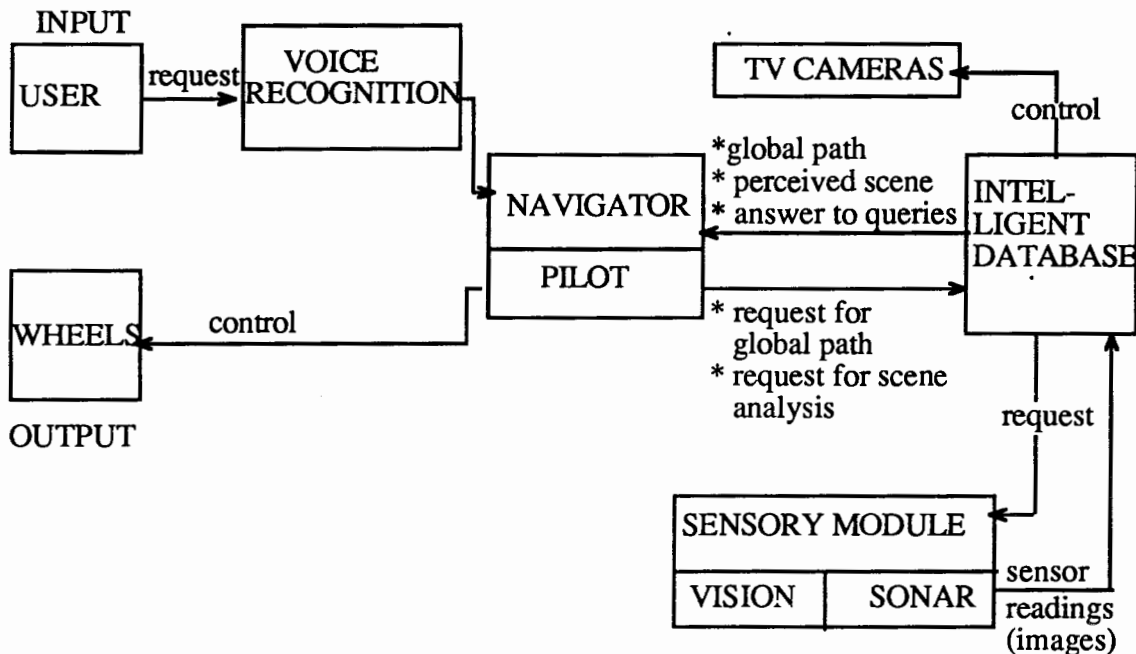 INPUT
USER
request
VOICE
RECOGNITION
TV CAMERAS
control
NAVIGATOR
PILOT
*global path
* perceived scene
* answer to queries
INTEL-
LIGENT
DATABASE
WHEELS
control
OUTPUT
* request for
global path
* request for scene
analysis
request
SENSORY MODULE
VISION
SONAR
sensor
readings
(images)